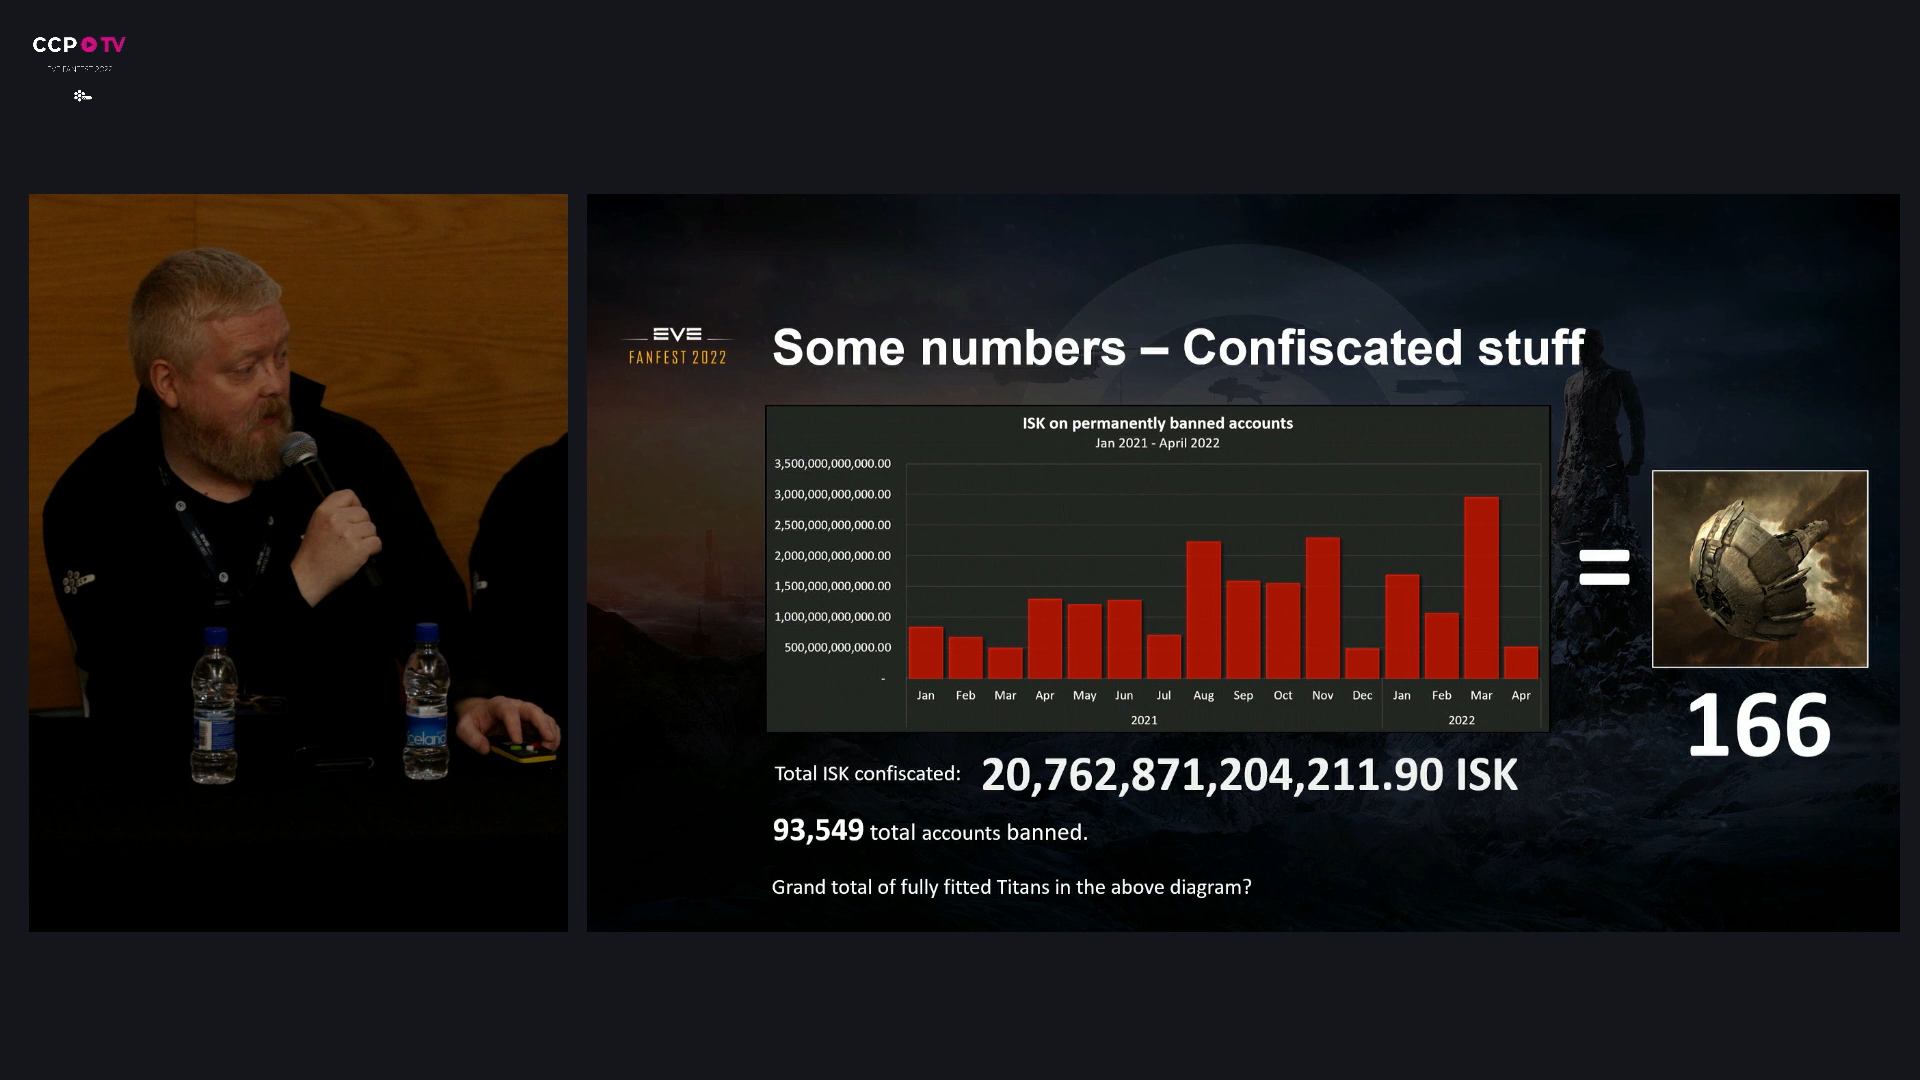 CCP TV
EVE FANFEST 2022
EVE
FANFEST 2022
Some numbers – Confiscated stuff
ISK on permanently banned accounts
Jan 2021 - April 2022
3,500,000,000,000.00
3,000,000,000,000.00
2,500,000,000,000.00
2,000,000,000,000.00
1,500,000,000,000.00
1,000,000,000,000.00
500,000,000,000.00
-
Jan Feb Mar Apr May Jun Jul Aug Sep Oct Nov Dec Jan Feb Mar Apr
2021 2022
=
166
Total ISK confiscated: 20,762,871,204,211.90 ISK
93,549 total accounts banned.
Grand total of fully fitted Titans in the above diagram?